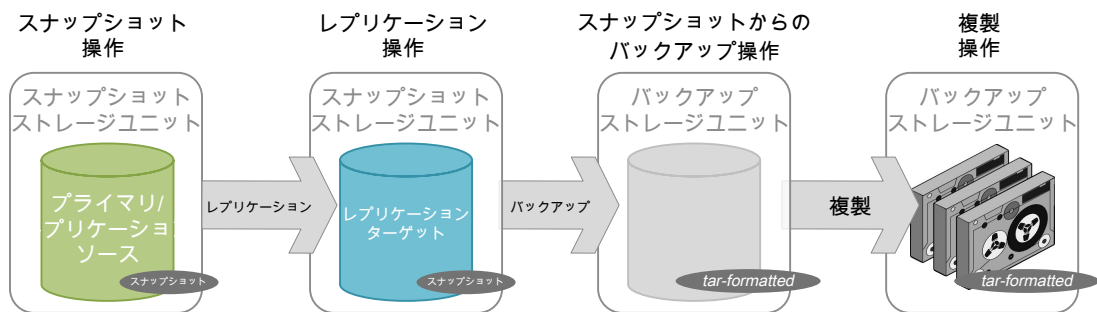 スナップショット
操作
レプリケーション
操作
スナップショットからの
バックアップ操作
複製
操作
スナップショット
ストレージユニット
プライマリ/
プリケーショ
ソース
スナップショット
レプリケーション
スナップショット
ストレージユニット
レプリケーション
ターゲット
スナップショット
バックアップ
バックアップ
ストレージユニット
tar-formatted
複製
バックアップ
ストレージユニット
tar-formatted